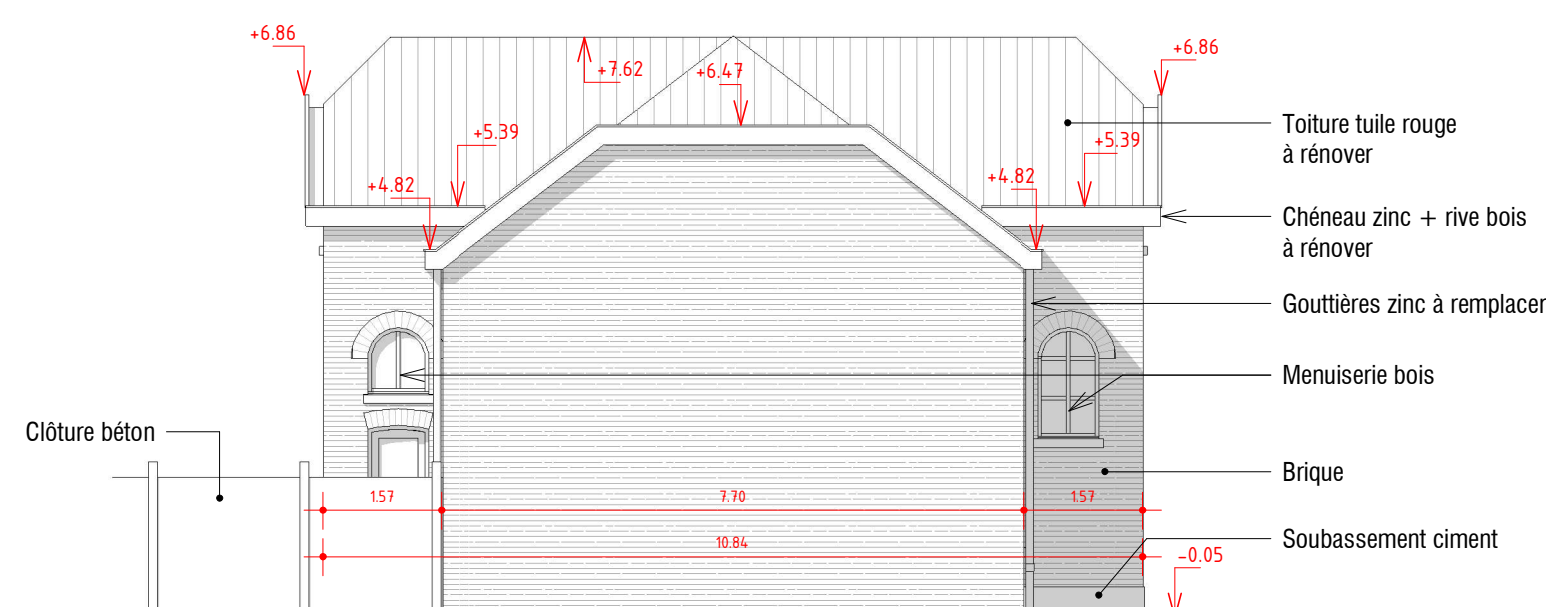 +6.86
+7.62
+6.47
+6.86
+5.39
+5.39
+4.82
+4.82
Toiture tuile rouge
à rénover
Chéneau zinc + rive bois
à rénover
Gouttières zinc à remplacer
Menuiserie bois
Clôture béton
Brique
1.57
7.70
1.57
10.84
Soubassement ciment
-0.05